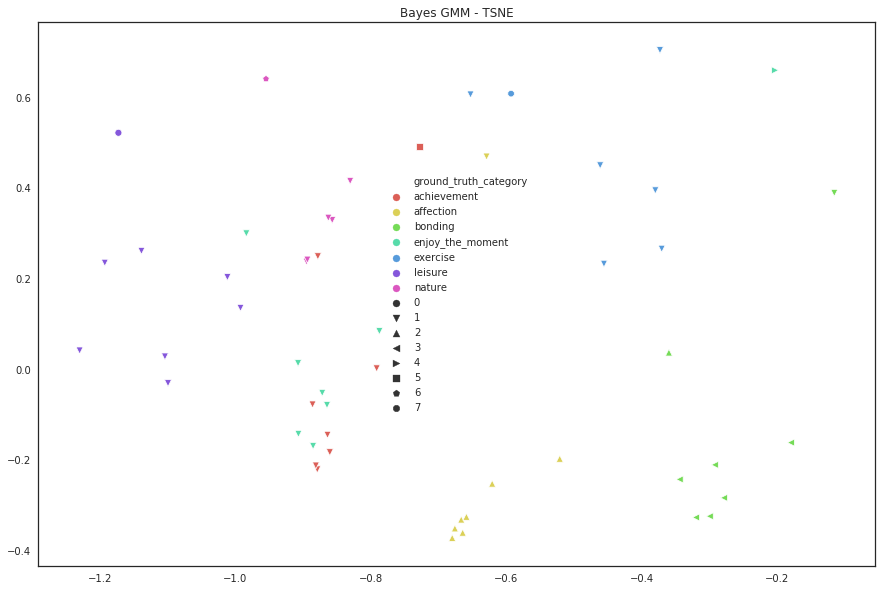 Bayes GMM - TSNE
0.6
0.4
0.2
0.0
−0.2
−0.4
ground_truth_category
achievement
affection
bonding
enjoy_the_moment
exercise
leisure
nature
0
1
2
3
4
5
6
7
−1.2 −1.0 −0.8 −0.6 −0.4 −0.2